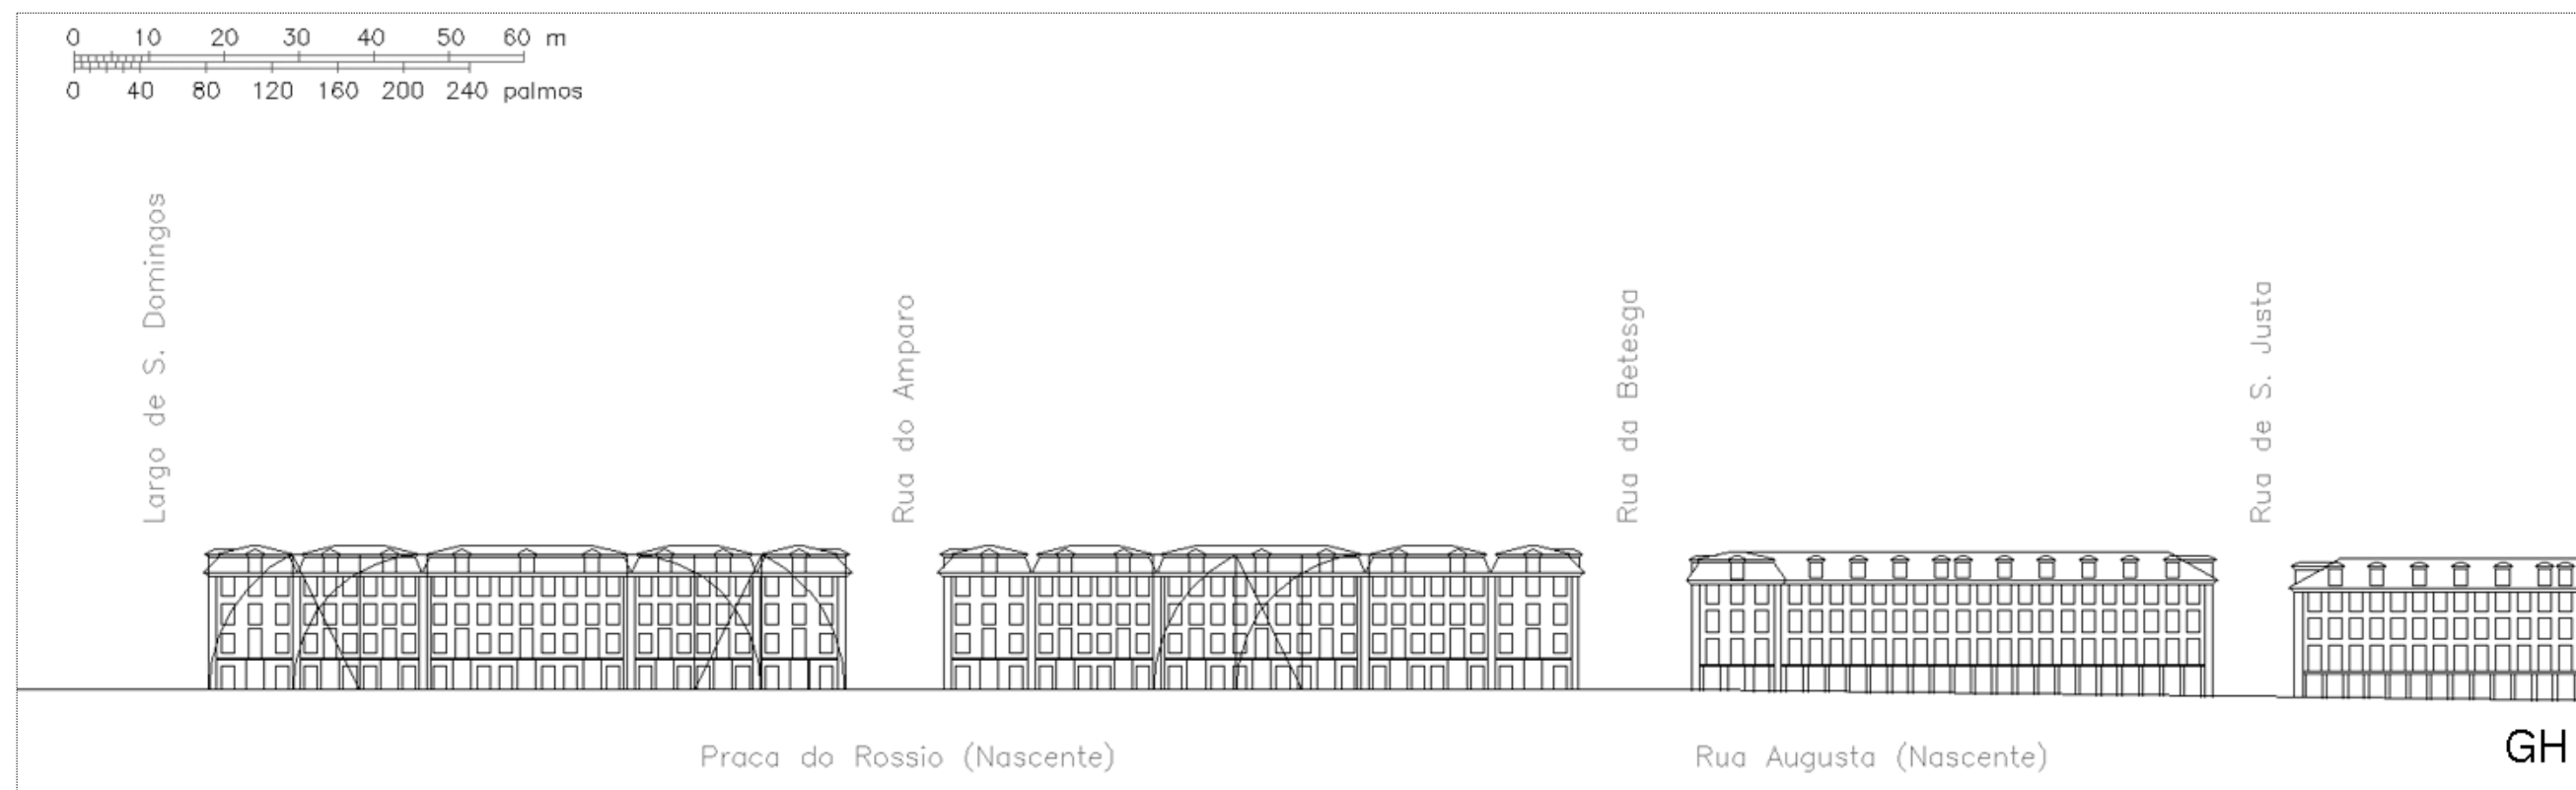 0 10 20 30 40 50 60 m
0 40 80 120 160 200 240 palmos
Largo de S. Domingos
Rua do Amparo
Rua da Betesga
Rua de S. Justa
Praca do Rossio (Nascente)
Rua Augusta (Nascente)
GH